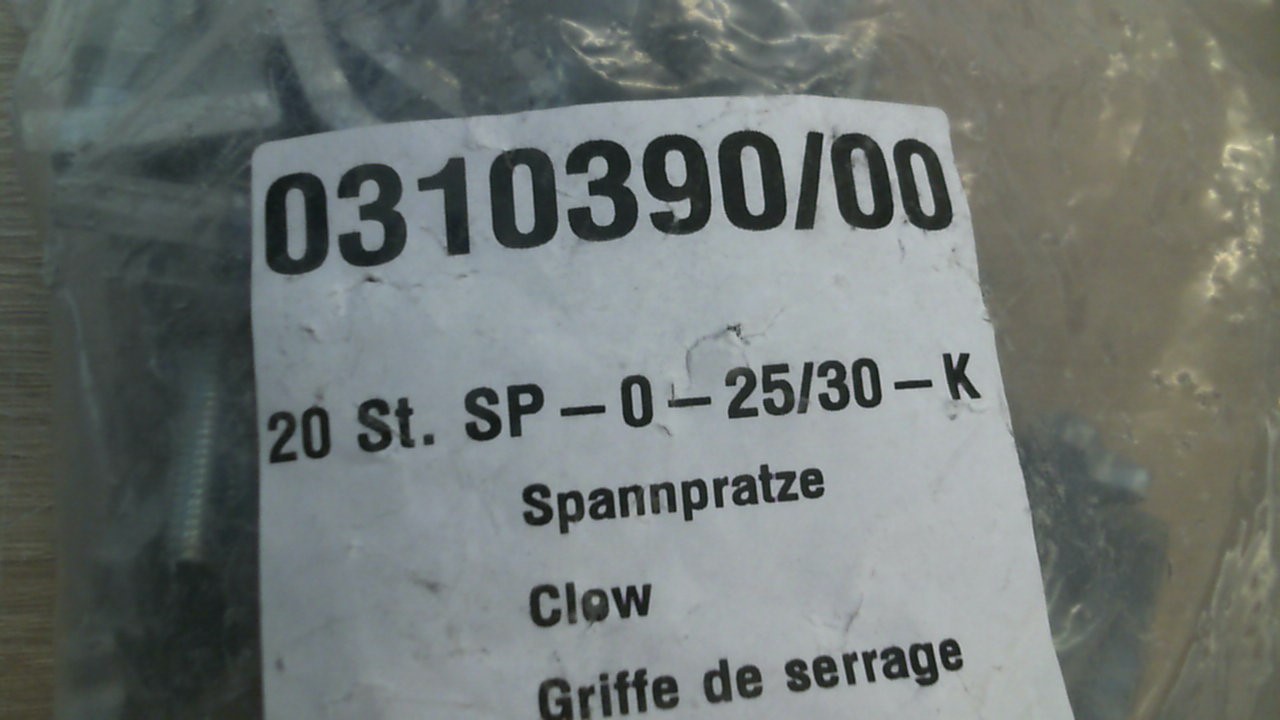 0310390/00
20 St. SP-0-25/30-K
Spannpratze
Clow
Griffe de serrage